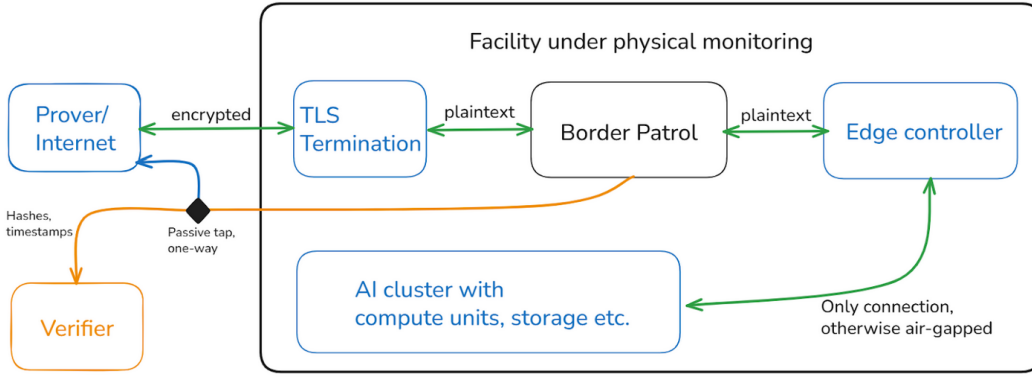 Facility under physical monitoring
Prover/
Internet
encrypted
TLS
Termination
plaintext
Border Patrol
plaintext
Edge controller
Hashes,
timestamps
Passive tap,
one-way
Verifier
AI cluster with
compute units, storage etc.
Only connection,
otherwise air-gapped